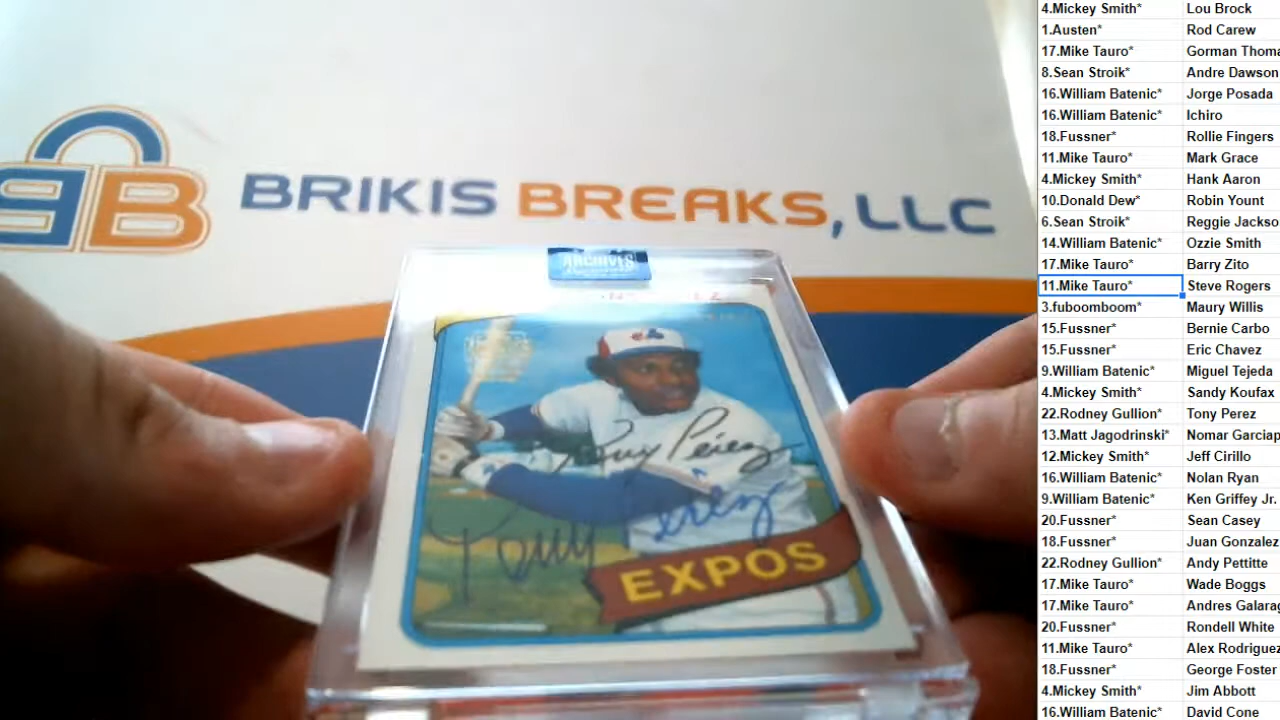 BRIKIS BREAKS, LLC
ARCHIVES
Tony Perez
EXPOS
4.Mickey Smith* Lou Brock
1.Austen* Rod Carew
17.Mike Tauro* Gorman Thoma
8.Sean Stroik* Andre Dawson
16.William Batenic* Jorge Posada
16.William Batenic* Ichiro
18.Fussner* Rollie Fingers
11.Mike Tauro* Mark Grace
4.Mickey Smith* Hank Aaron
10.Donald Dew* Robin Yount
6.Sean Stroik* Reggie Jackso
14.William Batenic* Ozzie Smith
17.Mike Tauro* Barry Zito
11.Mike Tauro* Steve Rogers
3.fuboomboom* Maury Willis
15.Fussner* Bernie Carbo
15.Fussner* Eric Chavez
9.William Batenic* Miguel Tejeda
4.Mickey Smith* Sandy Koufax
22.Rodney Gullion* Tony Perez
13.Matt Jagodrinski* Nomar Garciap
12.Mickey Smith* Jeff Cirillo
16.William Batenic* Nolan Ryan
9.William Batenic* Ken Griffey Jr.
20.Fussner* Sean Casey
18.Fussner* Juan Gonzalez
22.Rodney Gullion* Andy Pettitte
17.Mike Tauro* Wade Boggs
17.Mike Tauro* Andres Galarag
20.Fussner* Rondell White
11.Mike Tauro* Alex Rodriguez
18.Fussner* George Foster
4.Mickey Smith* Jim Abbott
16.William Batenic* David Cone